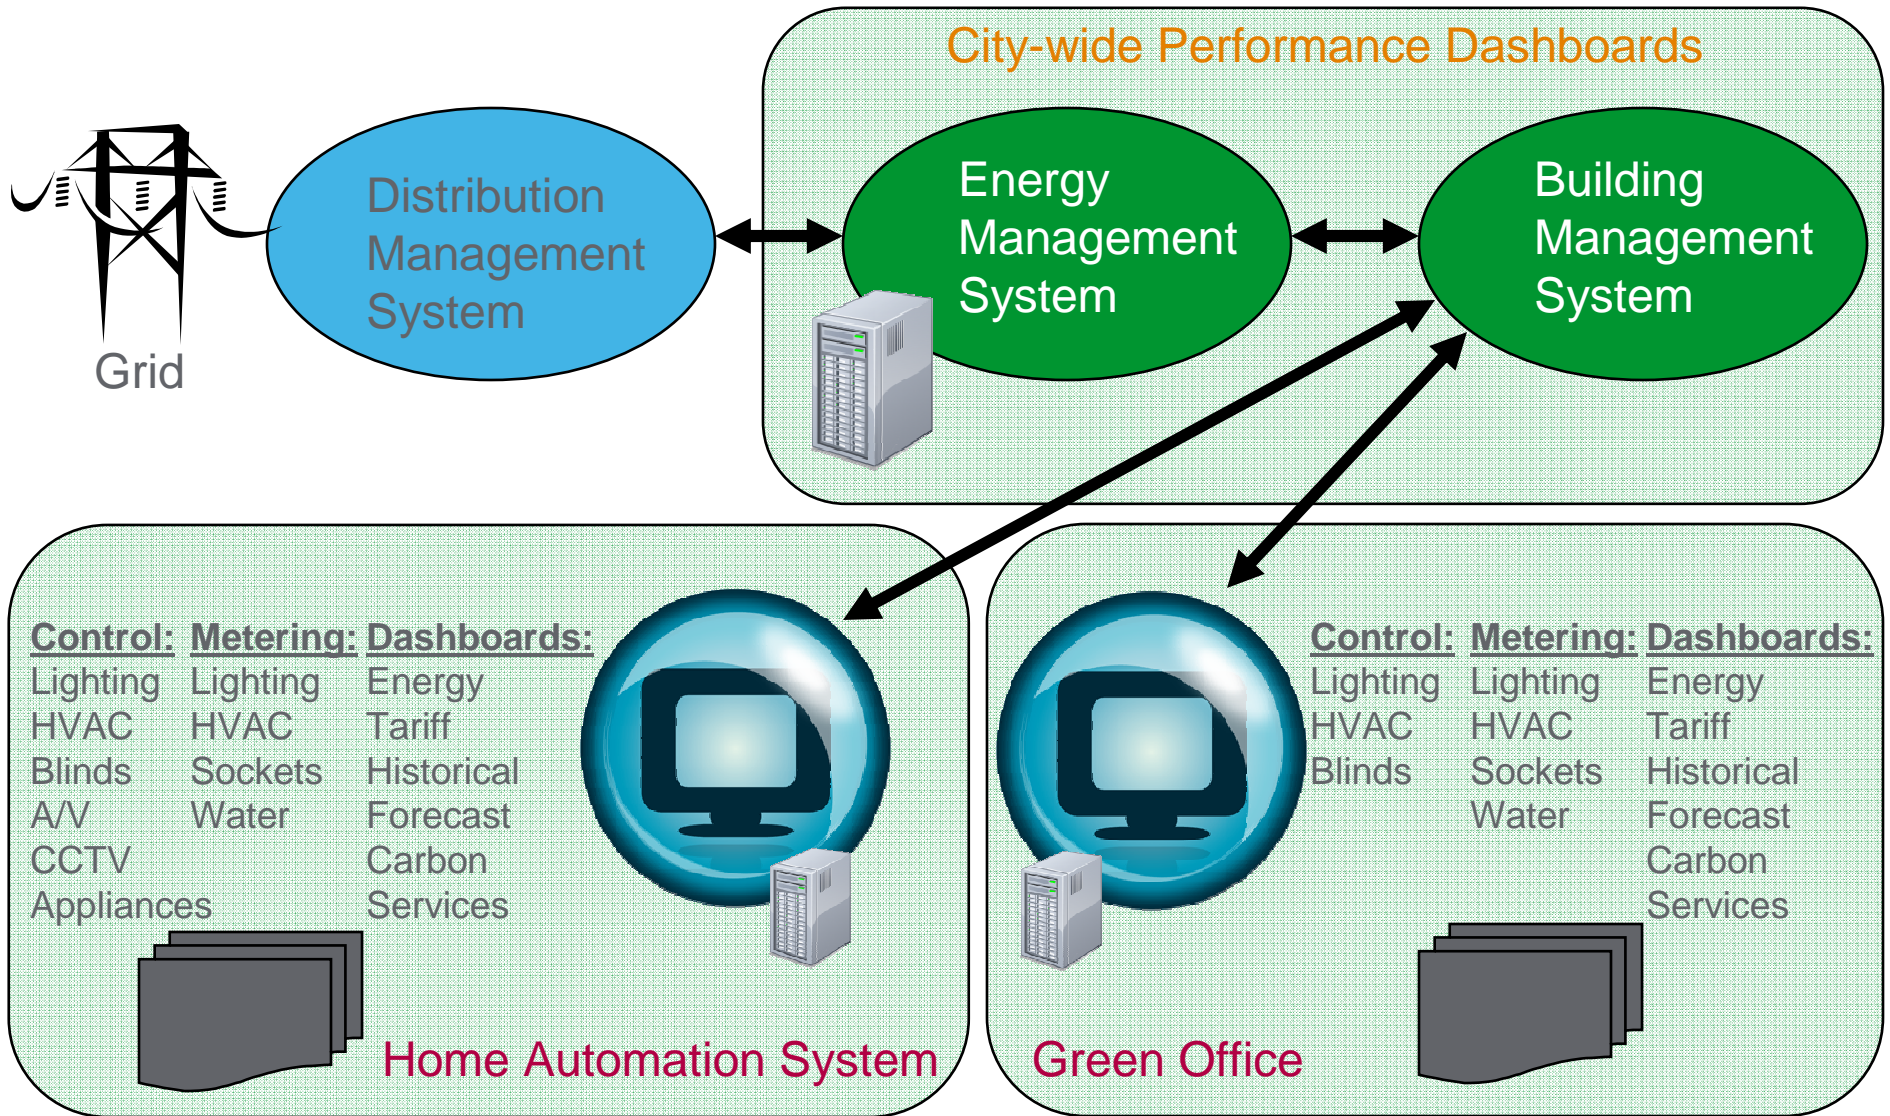 City-wide Performance Dashboards
Grid
Distribution
Management
System
Energy
Management
System
Building
Management
System
Control:
Lighting
HVAC
Blinds
A/V
CCTV
Appliances
Metering:
Lighting
HVAC
Sockets
Water
Dashboards:
Energy
Tariff
Historical
Forecast
Carbon
Services
Home Automation System
Control:
Lighting
HVAC
Blinds
Metering:
Lighting
HVAC
Sockets
Water
Dashboards:
Energy
Tariff
Historical
Forecast
Carbon
Services
Green Office